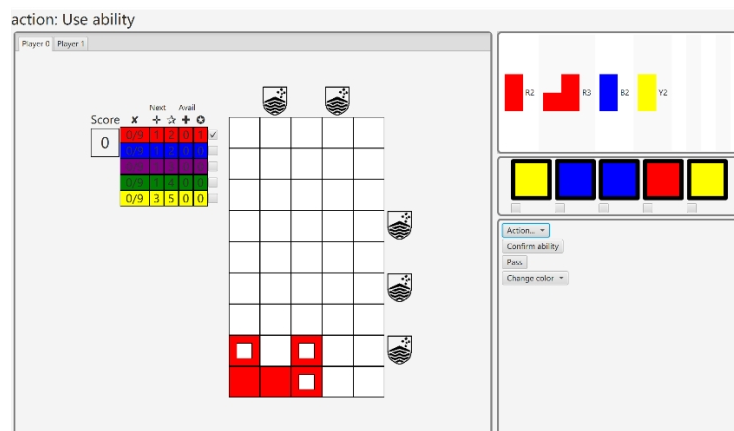 action: Use ability
Player 0 Player 1
Next Avail
Score
0
0/9 1 2 0 1
0/9 1 2 0 0
0/9 1 4 0 0
0/9 3 5 0 0
R2 R3 B2 Y2
Action...
Confirm ability
Pass
Change color